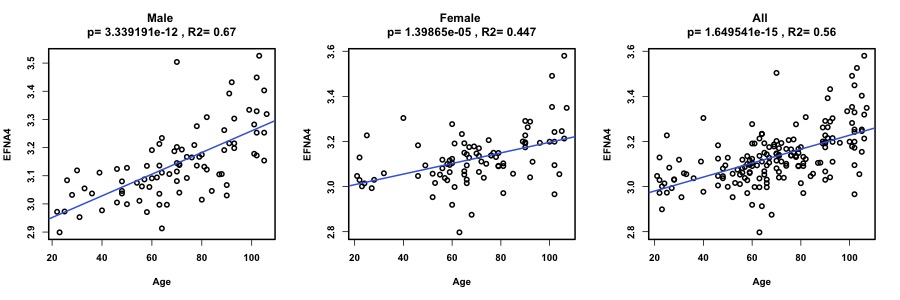 Male
p= 3.339191e-12 , R2= 0.67
EFNA4
3.5
3.4
3.3
3.2
3.1
3.0
2.9
20 40 60 80 100
Age
Female
p= 1.39865e-05 , R2= 0.447
EFNA4
3.6
3.4
3.2
3.0
2.8
20 40 60 80 100
Age
All
p= 1.649541e-15 , R2= 0.56
EFNA4
3.6
3.4
3.2
3.0
2.8
20 40 60 80 100
Age